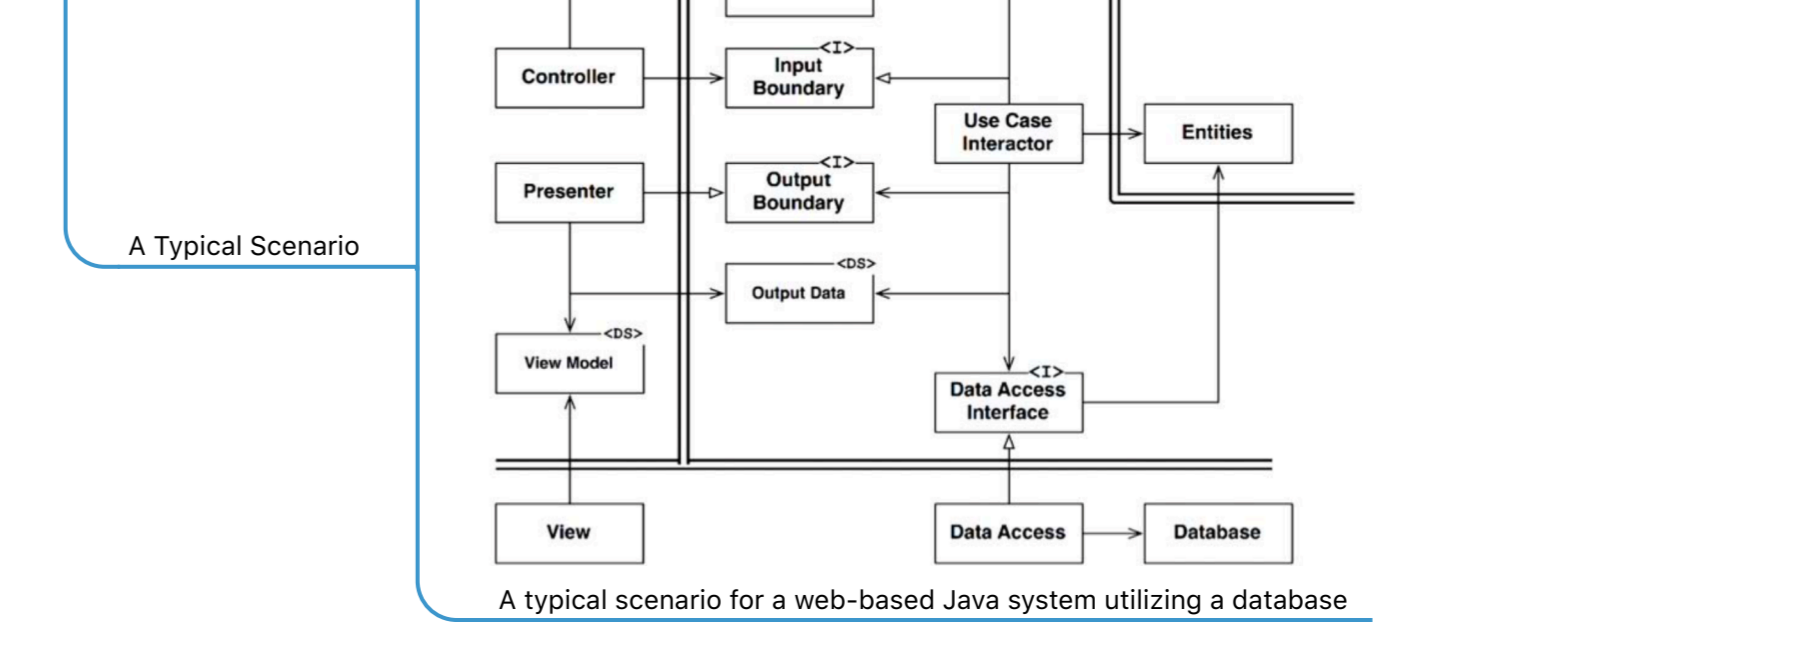 <I>
Controller
Input
Boundary
Use Case
Interactor
Entities
<I>
Presenter
Output
Boundary
A Typical Scenario
<DS>
Output Data
<DS>
View Model
<I>
Data Access
Interface
View
Data Access
Database
A typical scenario for a web-based Java system utilizing a database